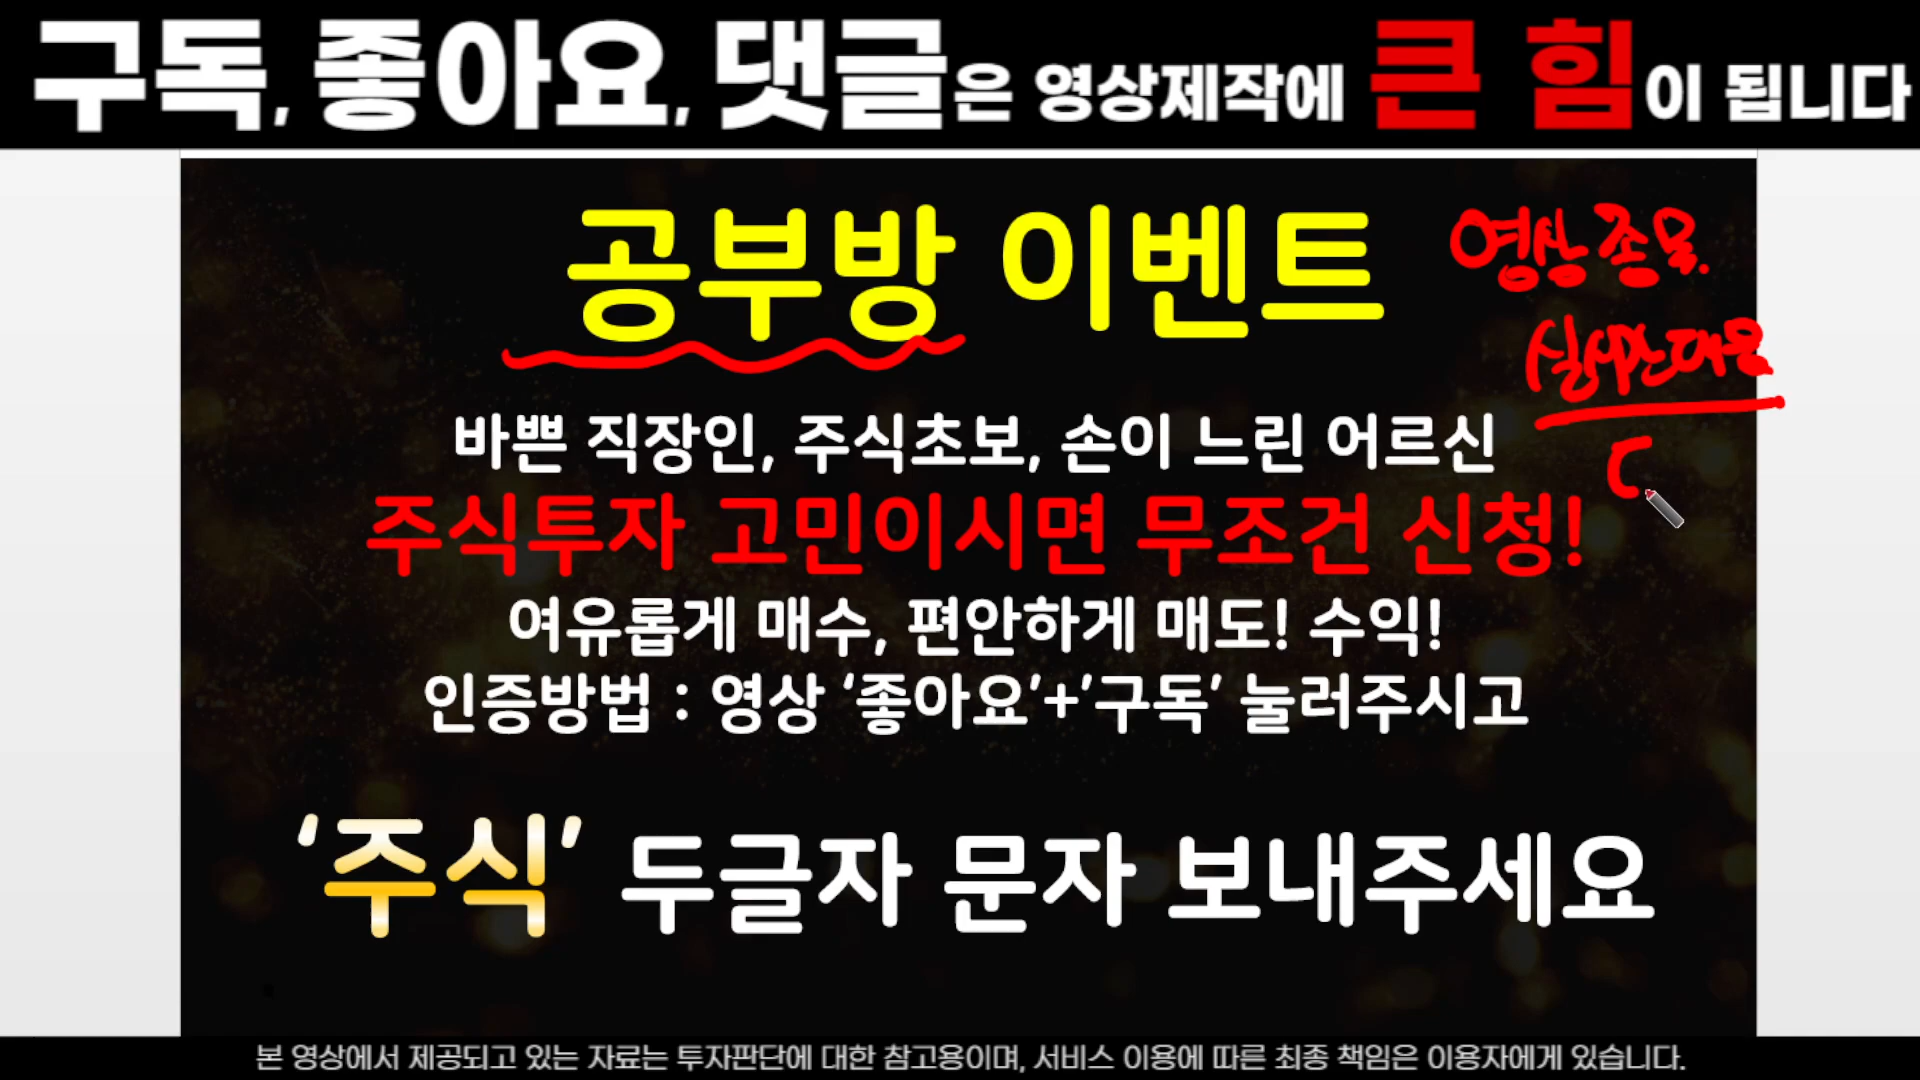 구독, 좋아요, 댓글은 영상제작에 큰 힘이 됩니다
공부방 이벤트
영상종목.
실시간대응
바쁜 직장인, 주식초보, 손이 느린 어르신
주식투자 고민이시면 무조건 신청!
여유롭게 매수, 편안하게 매도! 수익!
인증방법 : 영상 ‘좋아요’+’구독’ 눌러주시고
‘주식’ 두글자 문자 보내주세요
본 영상에서 제공되고 있는 자료는 투자판단에 대한 참고용이며, 서비스 이용에 따른 최종 책임은 이용자에게 있습니다.